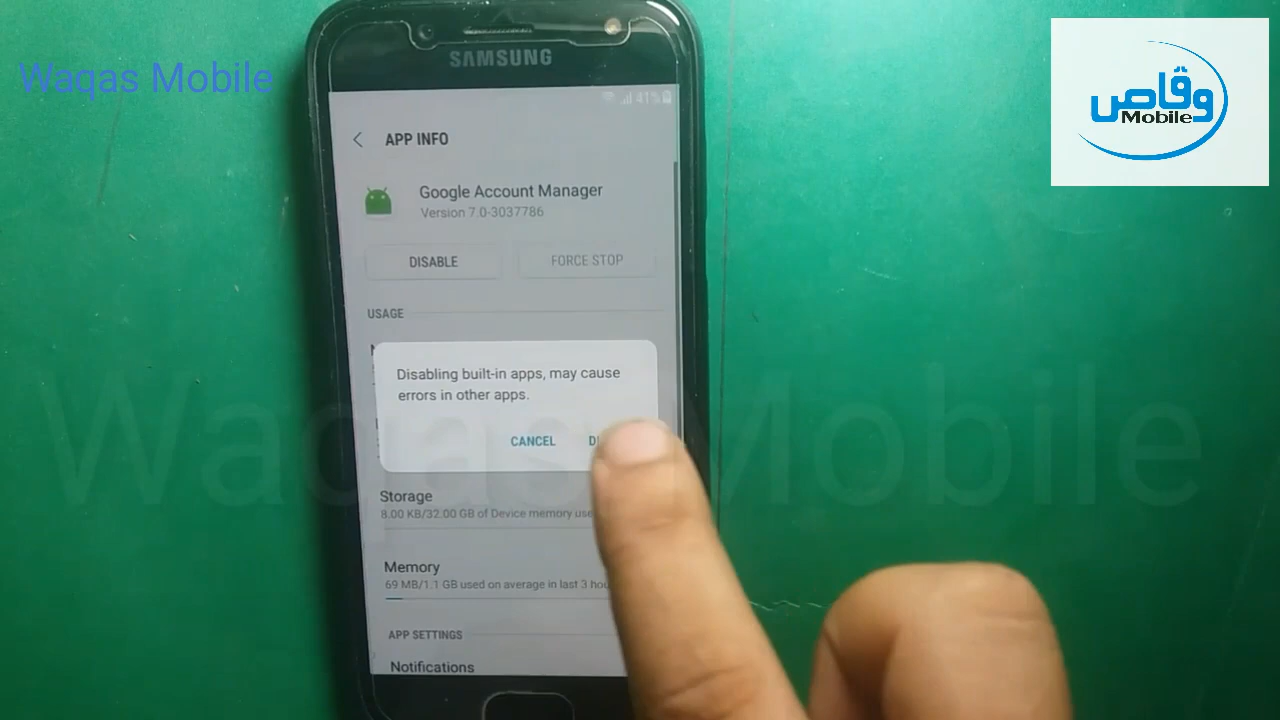 Waqas Mobile
وقاص
Mobile
SAMSUNG
41%
APP INFO
Google Account Manager
Version 7.0-3037786
DISABLE
FORCE STOP
USAGE
Disabling built-in apps, may cause
errors in other apps.
CANCEL
Waqas Mobile
Storage
8.00 KB/32.00 GB of Device memory
Memory
69 MB/1.1 GB used on average in last 3
APP SETTINGS
Notifications